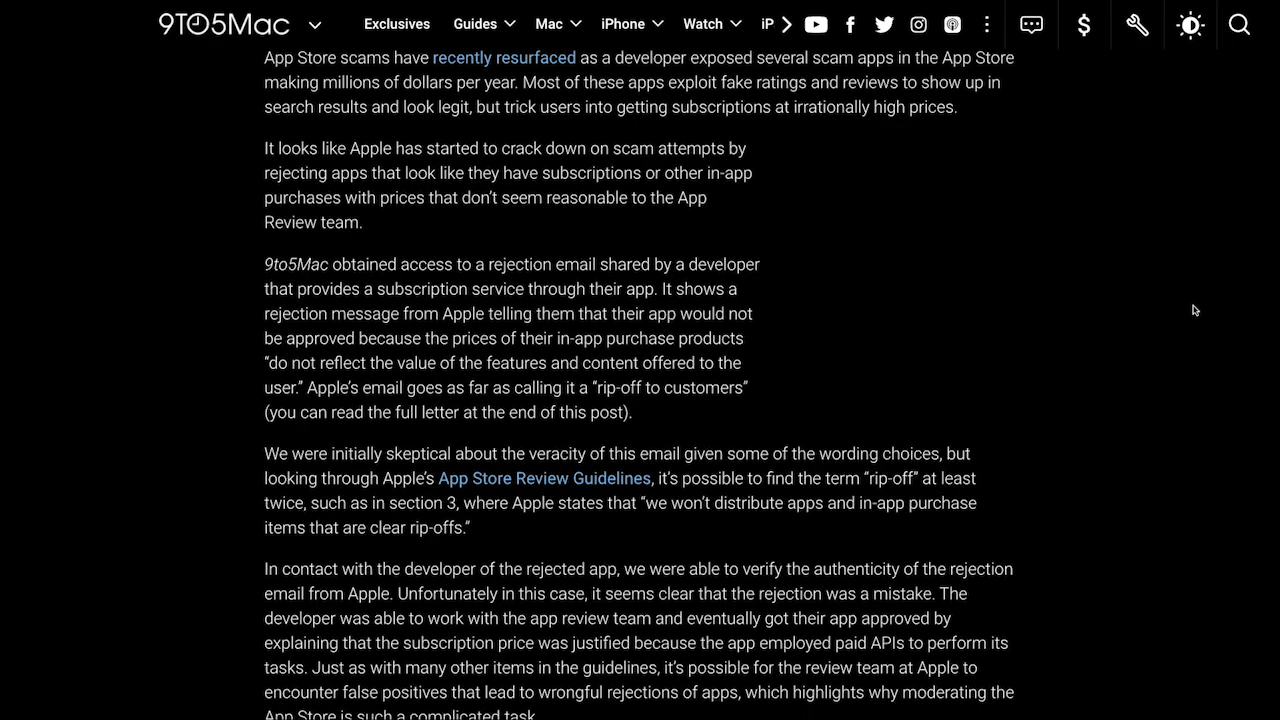 9TO5Mac
Exclusives Guides Mac iPhone Watch iP
App Store scams have recently resurfaced as a developer exposed several scam apps in the App Store
making millions of dollars per year. Most of these apps exploit fake ratings and reviews to show up in
search results and look legit, but trick users into getting subscriptions at irrationally high prices.
It looks like Apple has started to crack down on scam attempts by
rejecting apps that look like they have subscriptions or other in-app
purchases with prices that don’t seem reasonable to the App
Review team.
9to5Mac obtained access to a rejection email shared by a developer
that provides a subscription service through their app. It shows a
rejection message from Apple telling them that their app would not
be approved because the prices of their in-app purchase products
“do not reflect the value of the features and content offered to the
user.” Apple’s email goes as far as calling it a “rip-off to customers”
(you can read the full letter at the end of this post).
We were initially skeptical about the veracity of this email given some of the wording choices, but
looking through Apple’s App Store Review Guidelines, it’s possible to find the term “rip-off” at least
twice, such as in section 3, where Apple states that “we won’t distribute apps and in-app purchase
items that are clear rip-offs.”
In contact with the developer of the rejected app, we were able to verify the authenticity of the rejection
email from Apple. Unfortunately in this case, it seems clear that the rejection was a mistake. The
developer was able to work with the app review team and eventually got their app approved by
explaining that the subscription price was justified because the app employed paid APIs to perform its
tasks. Just as with many other items in the guidelines, it’s possible for the review team at Apple to
encounter false positives that lead to wrongful rejections of apps, which highlights why moderating the
App Store is such a complicated task.